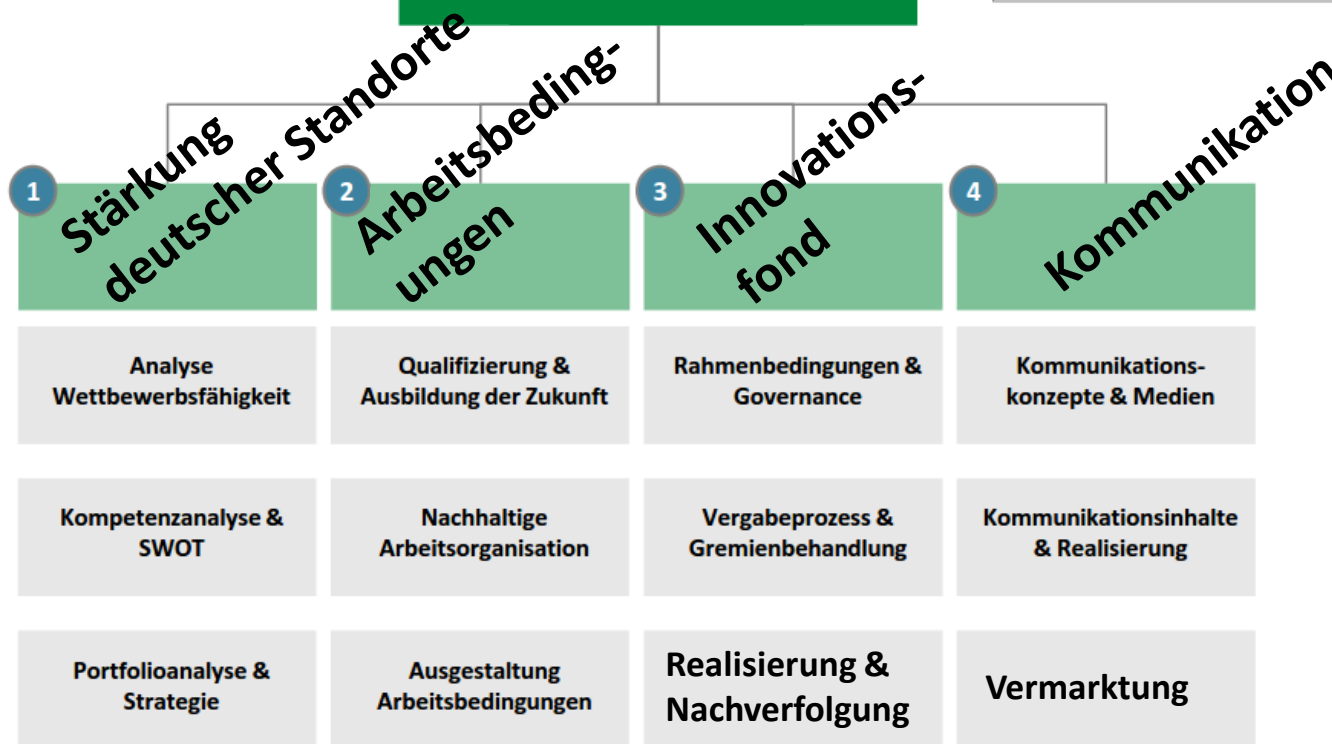 1
Stärkung
deutscher Standorte
Analyse
Wettbewerbsfähigkeit
Kompetenzanalyse &
SWOT
Portfolioanalyse &
Strategie
2
Arbeitsbeding-
ungen
Qualifizierung &
Ausbildung der Zukunft
Nachhaltige
Arbeitsorganisation
Ausgestaltung
Arbeitsbedingungen
3
Innovations-
fond
Rahmenbedingungen &
Governance
Vergabeprozess &
Gremienbehandlung
Realisierung &
Nachverfolgung
4
Kommunikation
Kommunikations-
konzepte & Medien
Kommunikationsinhalte
& Realisierung
Vermarktung